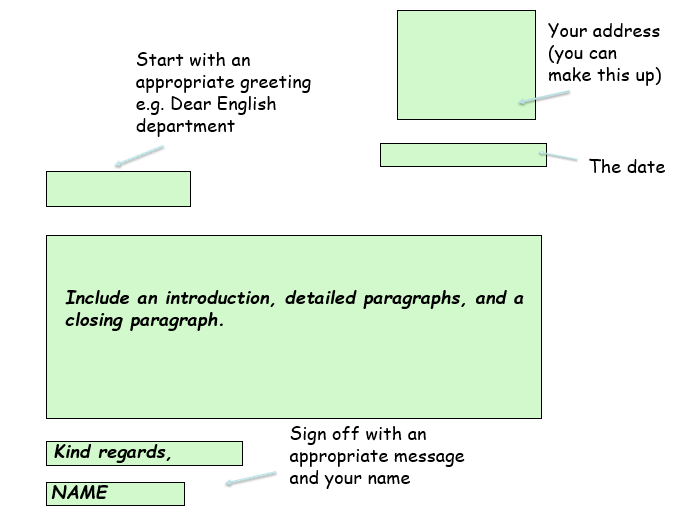 Your address
(you can
make this up)
Start with an
appropriate greeting
e.g. Dear English
department
The date
Include an introduction, detailed paragraphs, and a
closing paragraph.
Kind regards,
Sign off with an
appropriate message
and your name
NAME